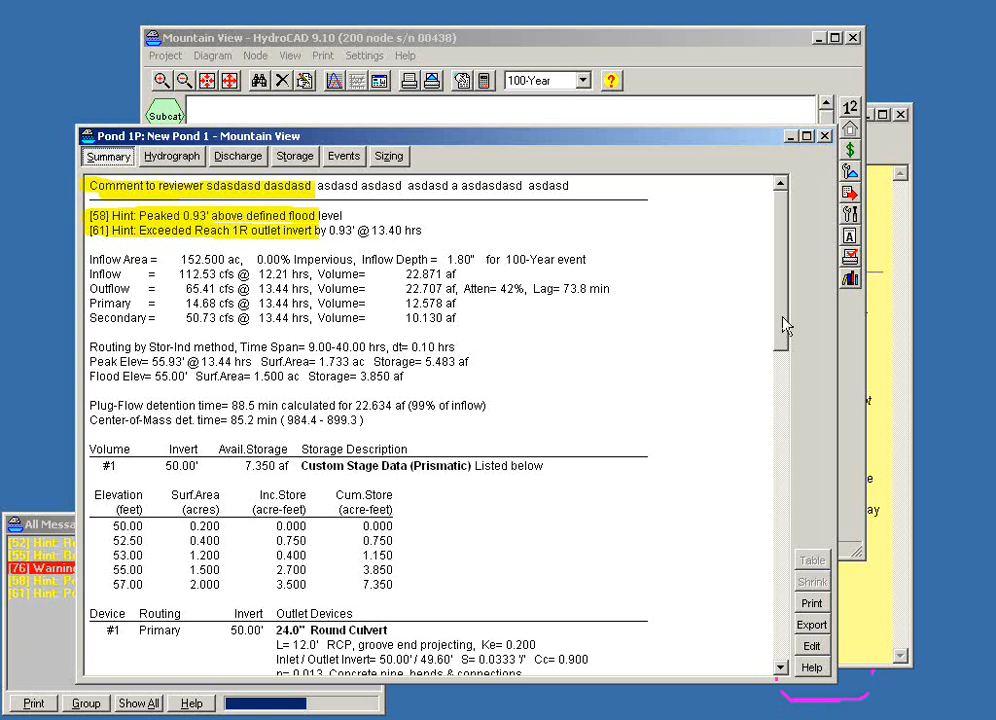 Mountain View - HydroCAD 9.10 (200 node s/n 00438)
Project Diagram Node View Print Settings Help
100-Year
?
Subcat
12
$
A
Pond 1P: New Pond 1 - Mountain View
Summary Hydrograph Discharge Storage Events Sizing
Comment to reviewer sdasdasd dasdasd asdasd asdasd asdasd a asdasdasd asdasd
[58] Hint: Peaked 0.93' above defined flood level
[61] Hint: Exceeded Reach 1R outlet invert by 0.93' @ 13.40 hrs
Inflow Area = 152.500 ac, 0.00% Impervious, Inflow Depth = 1.80" for 100-Year event
Inflow = 112.53 cfs @ 12.21 hrs, Volume= 22.871 af
Outflow = 65.41 cfs @ 13.44 hrs, Volume= 22.707 af, Atten= 42%, Lag= 73.8 min
Primary = 14.68 cfs @ 13.44 hrs, Volume= 12.578 af
Secondary = 50.73 cfs @ 13.44 hrs, Volume= 10.130 af
Routing by Stor-Ind method, Time Span= 9.00-40.00 hrs, dt= 0.10 hrs
Peak Elev= 55.93' @ 13.44 hrs Surf.Area= 1.733 ac Storage= 5.483 af
Flood Elev= 55.00' Surf.Area= 1.500 ac Storage= 3.850 af
Plug-Flow detention time= 88.5 min calculated for 22.634 af (99% of inflow)
Center-of-Mass det. time= 85.2 min ( 984.4 - 899.3 )
Volume Invert Avail.Storage Storage Description
#1 50.00' 7.350 af Custom Stage Data (Prismatic) Listed below
Elevation Surf.Area Inc.Store Cum.Store
(feet) (acres) (acre-feet) (acre-feet)
50.00 0.200 0.000 0.000
52.50 0.400 0.750 0.750
53.00 1.200 0.400 1.150
55.00 1.500 2.700 3.850
57.00 2.000 3.500 7.350
Device Routing Invert Outlet Devices
#1 Primary 50.00' 24.0" Round Culvert
L= 12.0' RCP, groove end projecting, Ke= 0.200
Inlet / Outlet Invert= 50.00' / 49.60' S= 0.0333 '/' Cc= 0.900
n= 0.013 Concrete pipe, bends & connections
Table
Shrink
Print
Export
Edit
Help
All Messa
[52] Hint:
[55] Hint:
[76] Warning
[58] Hint:
[61] Hint:
Print Group Show All Help